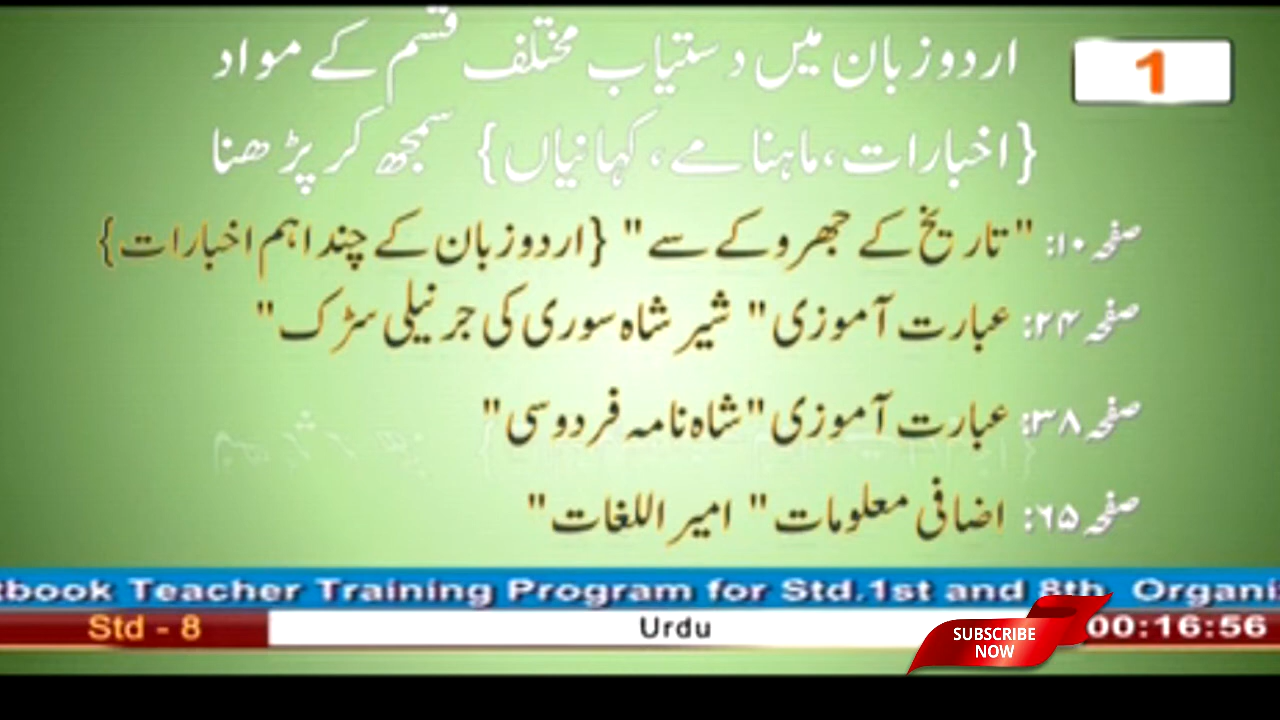 1
اردو زبان میں دستیاب مختلف قسم کے مواد
{اخبارات، ماہنامے، کہانیاں} سمجھ کر پڑھنا
صفحہ ۱۰: "تاریخ کے جھروکے سے" {اردو زبان کے چند اہم اخبارات}
صفحہ ۲۴: عبارت آموزی "شیر شاہ سوری کی جرنیلی سڑک"
صفحہ ۳۸: عبارت آموزی "شاہ نامہ فردوسی"
صفحہ ۶۵: اضافی معلومات "امیر اللغات"
tbook Teacher Training Program for Std.1st and 8th Organi
Std - 8 Urdu 00:16:56
SUBSCRIBE
NOW